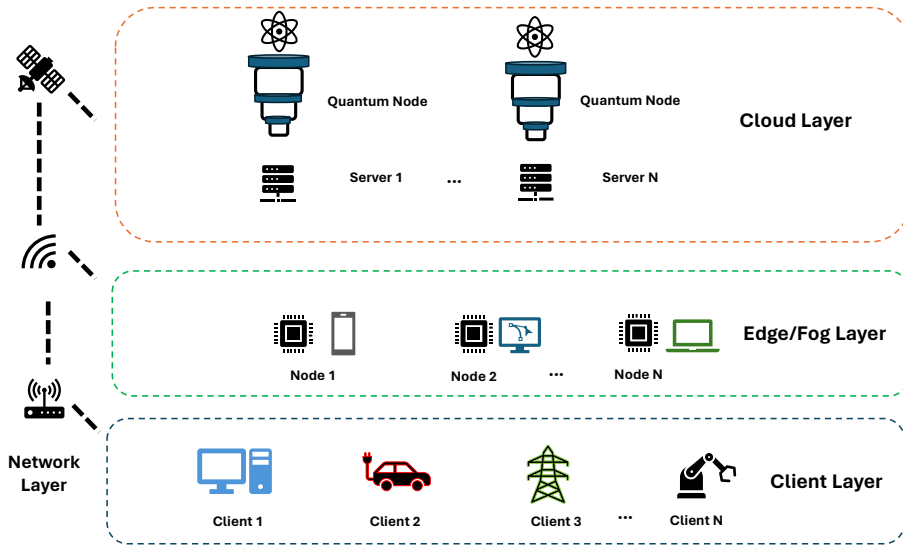 Quantum Node
Quantum Node
Cloud Layer
Server 1
...
Server N
Edge/Fog Layer
Node 1
Node 2
...
Node N
Network
Layer
Client Layer
Client 1
Client 2
Client 3
...
Client N